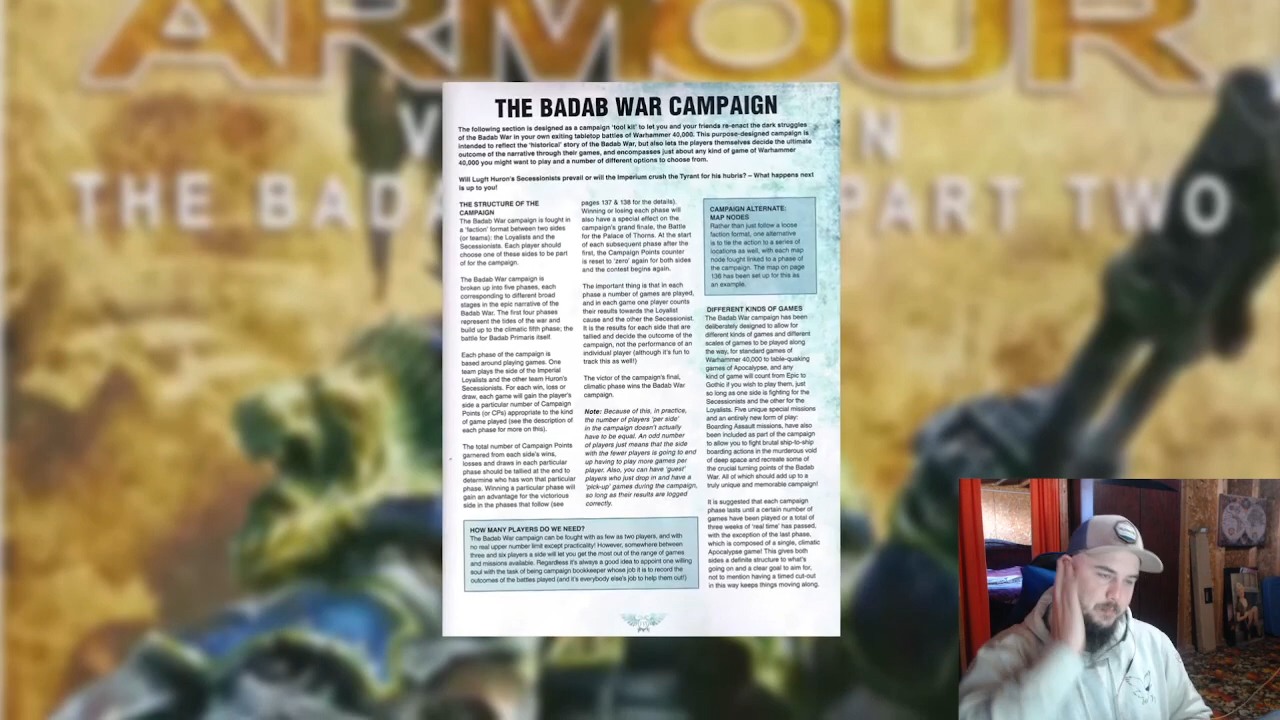 ARMOUR
THE BADA
PART TWO
THE BADAB WAR CAMPAIGN
The following section is designed as a campaign 'tool kit' to let you and your friends re-enact the dark struggles
of the Badab War in your own exiting tabletop battles of Warhammer 40,000. This purpose-designed campaign is
intended to reflect the 'historical' story of the Badab War, but also lets the players themselves decide the ultimate
outcome of the narrative through their games, and encompasses just about any kind of game of Warhammer
40,000 you might want to play and a number of different options to choose from.
Will Lugft Huron's Secessionists prevail or will the Imperium crush the Tyrant for his hubris? – What happens next
is up to you!
THE STRUCTURE OF THE
CAMPAIGN
The Badab War campaign is fought in
a 'faction' format between two sides
(or teams): the Loyalists and the
Secessionists. Each player should
choose one of these sides to be part
of for the campaign.
The Badab War campaign is
broken up into five phases, each
corresponding to different broad
stages in the epic narrative of the
Badab War. The first four phases
represent the tides of the war and
build up to the climatic fifth phase; the
battle for Badab Primaris itself.
Each phase of the campaign is
based around playing games. One
team plays the side of the Imperial
Loyalists and the other team Huron's
Secessionists. For each win, loss or
draw, each game will gain the player's
side a particular number of Campaign
Points (or CPs) appropriate to the kind
of game played (see the description of
each phase for more on this).
The total number of Campaign Points
garnered from each side's wins,
losses and draws in each particular
phase should be tallied at the end to
determine who has won that particular
phase. Winning a particular phase will
gain an advantage for the victorious
side in the phases that follow (see
pages 137 & 138 for the details).
Winning or losing each phase will
also have a special effect on the
campaign's grand finale, the Battle
for the Palace of Thorns. At the start
of each subsequent phase after the
first, the Campaign Points counter
is reset to 'zero' again for both sides
and the contest begins again.
The important thing is that in each
phase a number of games are played,
and in each game one player counts
their results towards the Loyalist
cause and the other the Secessionist.
It is the results for each side that are
tallied and decide the outcome of the
campaign, not the performance of an
individual player (although it's fun to
track this as well!)
The victor of the campaign's final,
climatic phase wins the Badab War
campaign.
Note: Because of this, in practice,
the number of players 'per side'
in the campaign doesn't actually
have to be equal. An odd number
of players just means that the side
with the fewer players is going to end
up having to play more games per
player. Also, you can have 'guest'
players who just drop in and have a
'pick-up' games during the campaign,
so long as their results are logged
correctly.
CAMPAIGN ALTERNATE:
MAP NODES
Rather than just follow a loose
faction format, one alternative
is to tie the action to a series of
locations as well, with each map
node fought linked to a phase of
the campaign. The map on page
136 has been set up for this as
an example.
DIFFERENT KINDS OF GAMES
The Badab War campaign has been
deliberately designed to allow for
different kinds of games and different
scales of games to be played along
the way, for standard games of
Warhammer 40,000 to table-quaking
games of Apocalypse, and any
kind of game will count from Epic to
Gothic if you wish to play them, just
so long as one side is fighting for the
Secessionists and the other for the
Loyalists. Five unique special missions
and an entirely new form of play:
Boarding Assault missions, have also
been included as part of the campaign
to allow you to fight brutal ship-to-ship
boarding actions in the murderous void
of deep space and recreate some of
the crucial turning points of the Badab
War. All of which should add up to a
truly unique and memorable campaign!
It is suggested that each campaign
phase lasts until a certain number of
games have been played or a total of
three weeks of 'real time' has passed,
with the exception of the last phase,
which is composed of a single, climatic
Apocalypse game! This gives both
sides a definite structure to what's
going on and a clear goal to aim for,
not to mention having a timed cut-out
in this way keeps things moving along.
HOW MANY PLAYERS DO WE NEED?
The Badab War campaign can be fought with as few as two players, and with
no real upper number limit except practicality! However, somewhere between
three and six players a side will let you get the most out of the range of games
and missions available. Regardless it's always a good idea to appoint one willing
soul with the task of being campaign bookkeeper whose job it is to record the
outcomes of the battles played (and it's everybody else's job to help them out!)